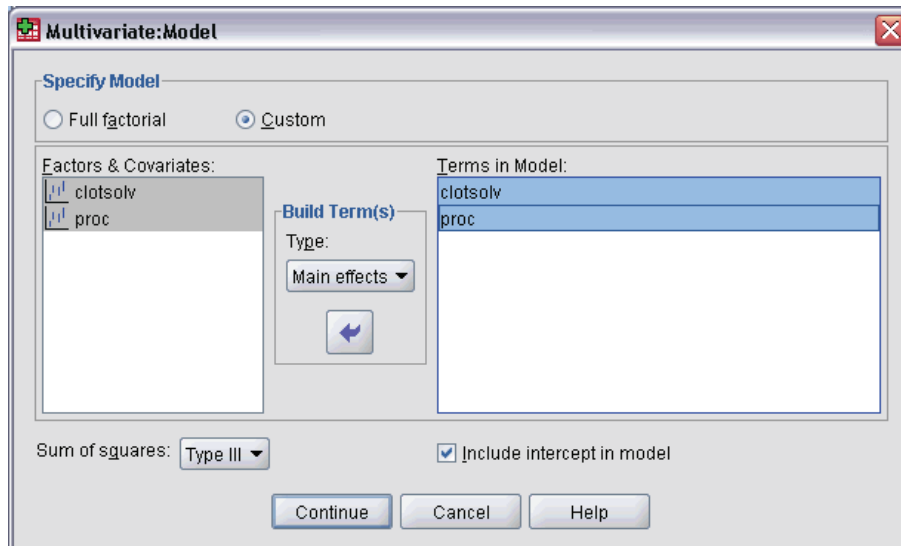 Multivariate:Model
Specify Model
Full factorial
Custom
Factors & Covariates:
clotsolv
proc
Build Term(s)
Type:
Main effects
Terms in Model:
clotsolv
proc
Sum of squares:
Type III
Include intercept in model
Continue
Cancel
Help